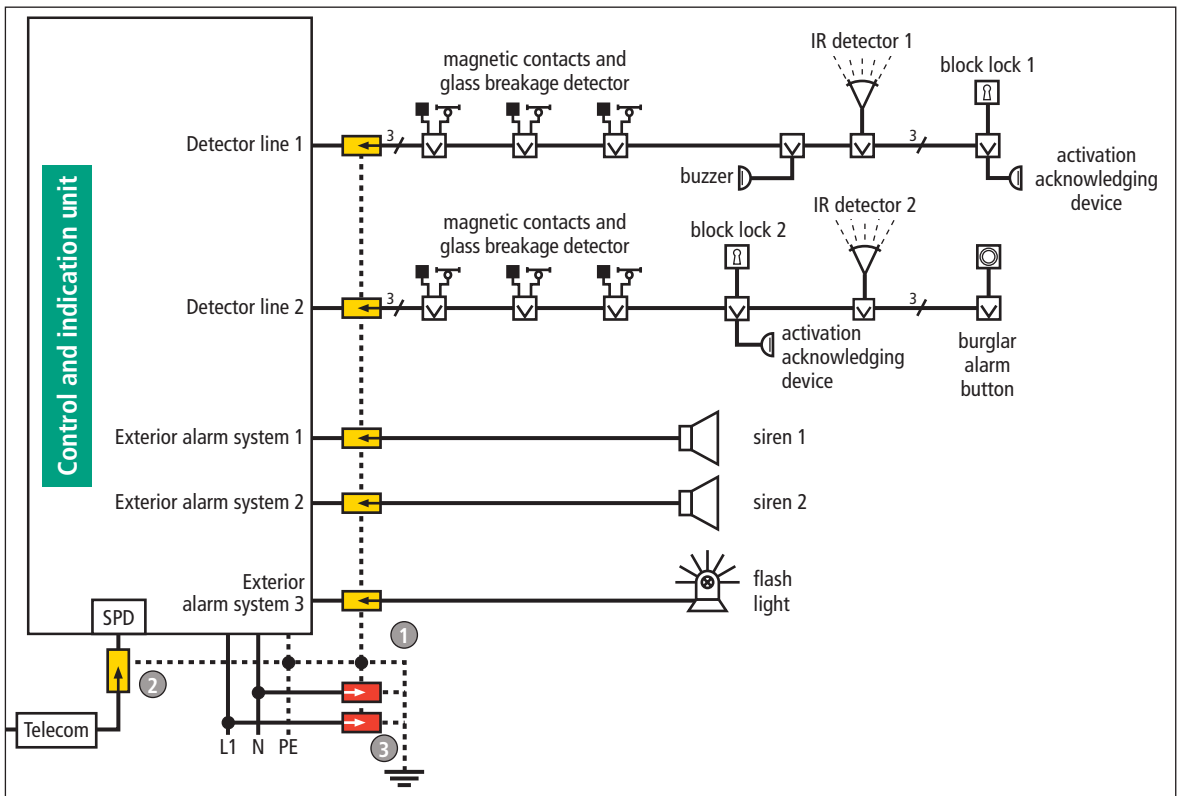 Control and indication unit
Detector line 1
3
magnetic contacts and
glass breakage detector
buzzer
IR detector 1
3
block lock 1
activation
acknowledging
device
Detector line 2
3
magnetic contacts and
glass breakage detector
block lock 2
activation
acknowledging
device
IR detector 2
3
burglar
alarm
button
Exterior alarm system 1
siren 1
Exterior alarm system 2
siren 2
Exterior
alarm system 3
flash
light
SPD
1
2
Telecom
L1 N PE
3